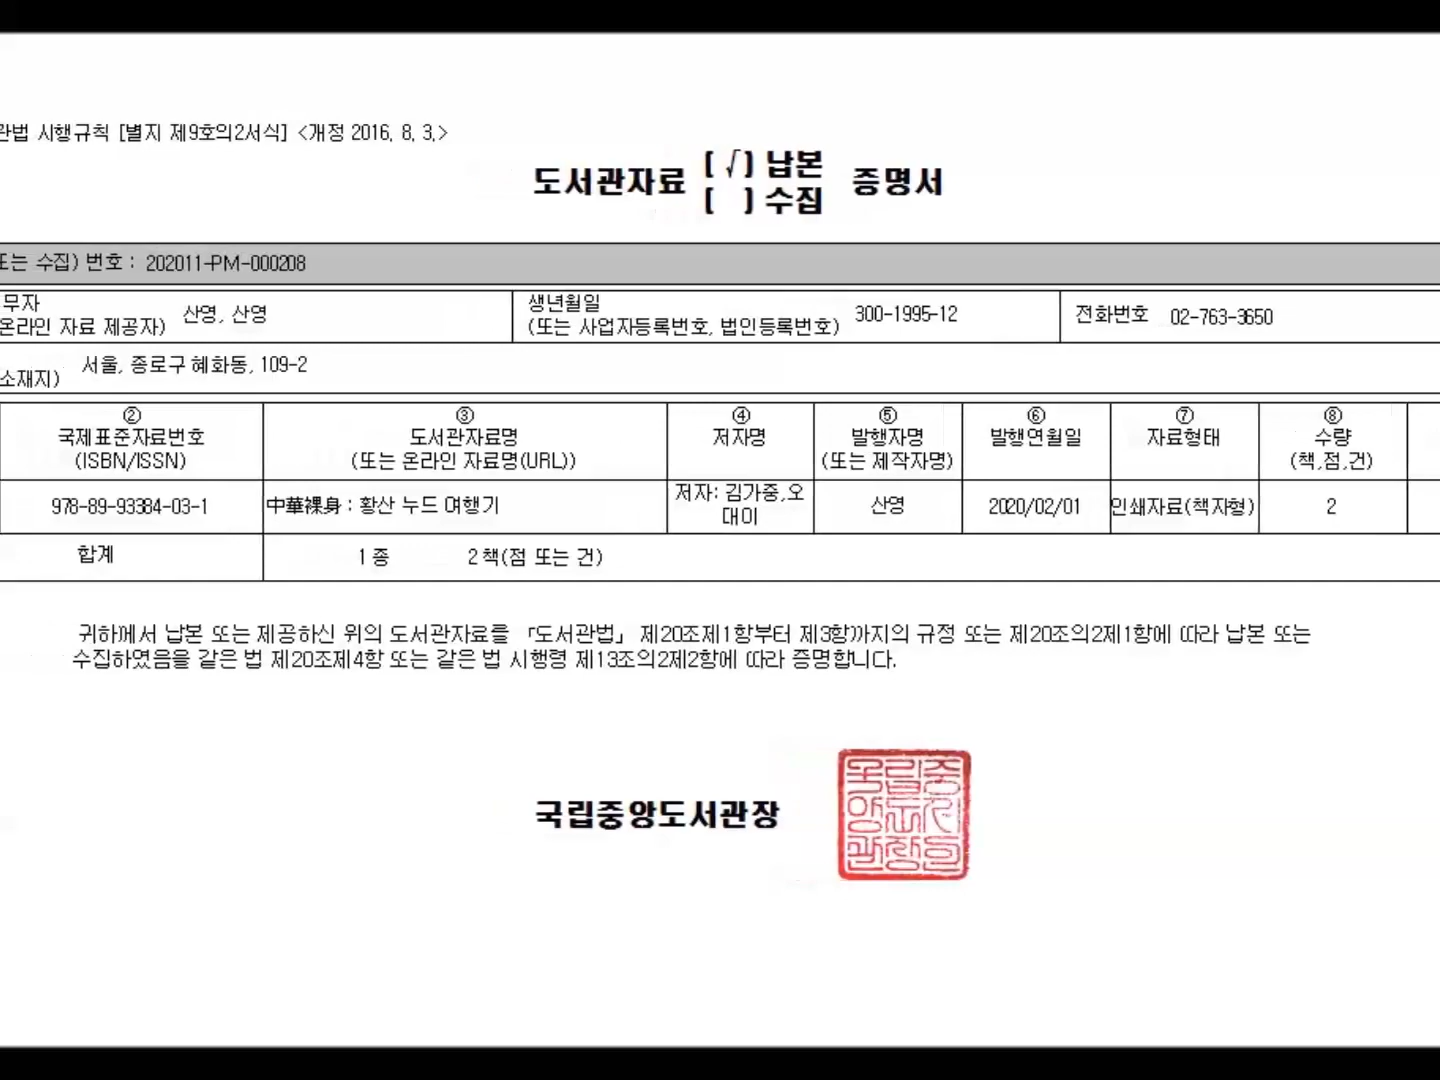 관법 시행규칙 [별지 제9호의2서식] <개정 2016. 8. 3.>
도서관자료 [ √ ] 납본 증명서
[ ] 수집
또는 수집) 번호 : 202011-PM-000208
무자
온라인 자료 제공자) 산영, 산영
생년월일
(또는 사업자등록번호, 법인등록번호) 300-1995-12
전화번호 02-763-3650
소재지) 서울, 종로구 혜화동, 109-2
② ③ ④ ⑤ ⑥ ⑦ ⑧
국제표준자료번호 도서관자료명 저자명 발행자명 발행연월일 자료형태 수량
(ISBN/ISSN) (또는 온라인 자료명(URL)) (또는 제작자명) (책,점,건)
978-89-93384-03-1 中華裸身 : 황산 누드 여행기 저자: 김가중,오 산영 2020/02/01 인쇄자료(책자형) 2
대이
합계 1 종 2 책(점 또는 건)
귀하께서 납본 또는 제공하신 위의 도서관자료를 「도서관법」 제20조제1항부터 제3항까지의 규정 또는 제20조의2제1항에 따라 납본 또는
수집하였음을 같은 법 제20조제4항 또는 같은 법 시행령 제13조의2제2항에 따라 증명합니다.
국립중앙도서관장
국립중
앙도서
관장인